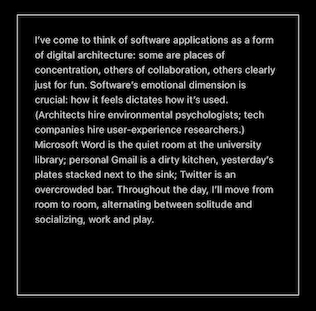 I've come to think of software applications as a form
of digital architecture: some are places of
concentration, others of collaboration, others clearly
just for fun. Software's emotional dimension is
crucial: how it feels dictates how it's used.
(Architects hire environmental psychologists; tech
companies hire user-experience researchers.)
Microsoft Word is the quiet room at the university
library; personal Gmail is a dirty kitchen, yesterday's
plates stacked next to the sink; Twitter is an
overcrowded bar. Throughout the day, I'll move from
room to room, alternating between solitude and
socializing, work and play.